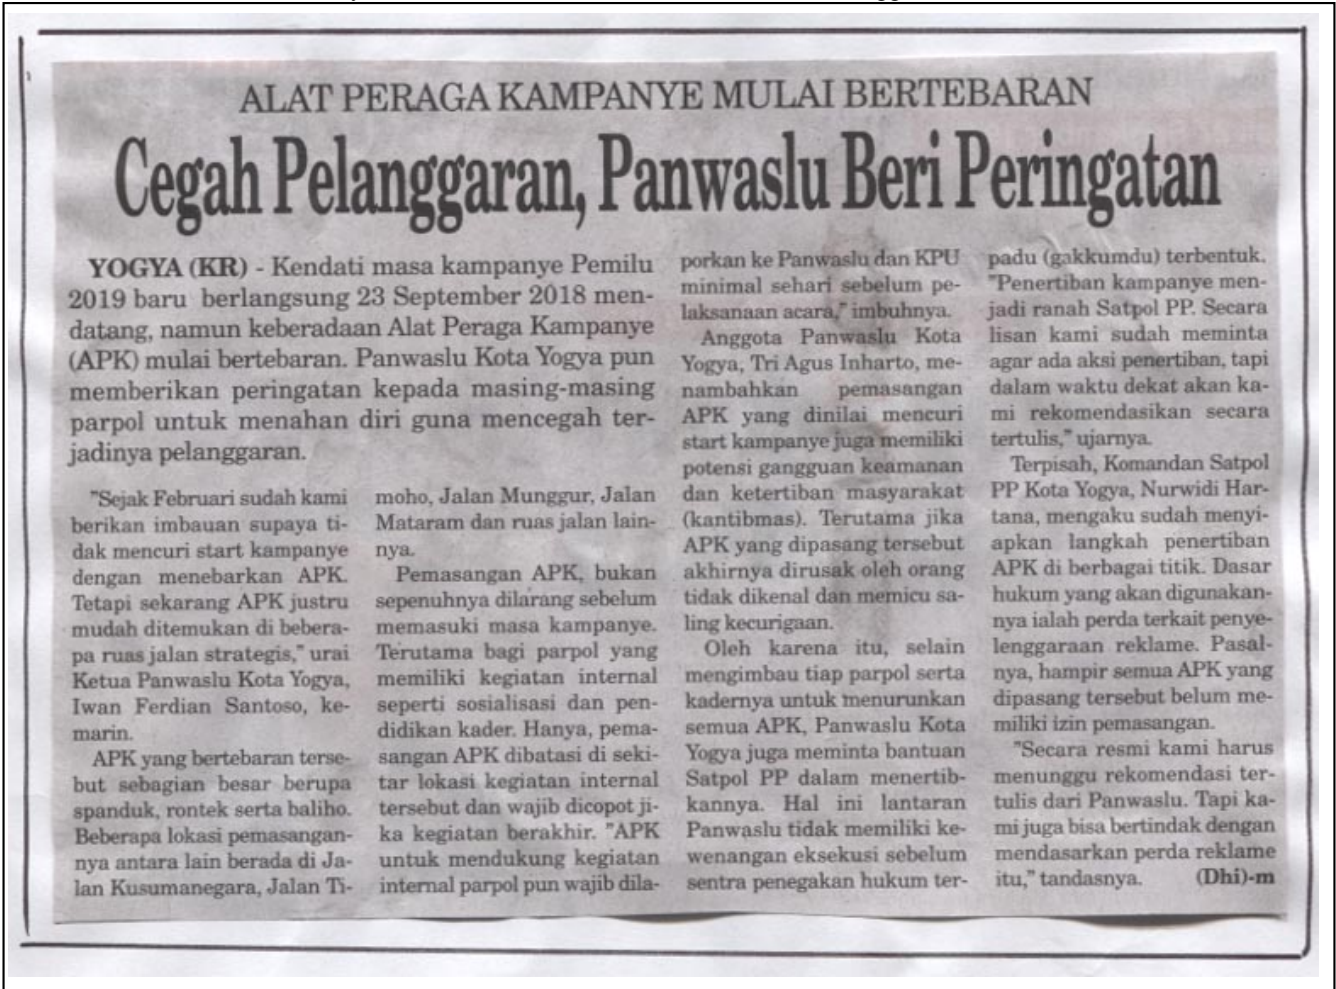 ALAT PERAGA KAMPANYE MULAI BERTEBARAN
Cegah Pelanggaran, Panwaslu Beri Peringatan
YOGYA (KR) - Kendati masa kampanye Pemilu
2019 baru berlangsung 23 September 2018 men-
datang, namun keberadaan Alat Peraga Kampanye
(APK) mulai bertebaran. Panwaslu Kota Yogya pun
memberikan peringatan kepada masing-masing
parpol untuk menahan diri guna mencegah ter-
jadinya pelanggaran.
"Sejak Februari sudah kami
berikan imbauan supaya ti-
dak mencuri start kampanye
dengan menebarkan APK.
Tetapi sekarang APK justru
mudah ditemukan di bebera-
pa ruas jalan strategis," urai
Ketua Panwaslu Kota Yogya,
Iwan Ferdian Santoso, ke-
marin.
APK yang bertebaran terse-
but sebagian besar berupa
spanduk, rontek serta baliho.
Beberapa lokasi pemasangan-
nya antara lain berada di Ja-
lan Kusumanegara, Jalan Ti-
moho, Jalan Munggur, Jalan
Mataram dan ruas jalan lain-
nya.
Pemasangan APK, bukan
sepenuhnya dilarang sebelum
memasuki masa kampanye.
Terutama bagi parpol yang
memiliki kegiatan internal
seperti sosialisasi dan pen-
didikan kader. Hanya, pema-
sangan APK dibatasi di seki-
tar lokasi kegiatan internal
tersebut dan wajib dicopot ji-
ka kegiatan berakhir. "APK
untuk mendukung kegiatan
internal parpol pun wajib dila-
porkan ke Panwaslu dan KPU
minimal sehari sebelum pe-
laksanaan acara," imbuhnya.
Anggota Panwaslu Kota
Yogya, Tri Agus Inharto, me-
nambahkan pemasangan
APK yang dinilai mencuri
start kampanye juga memiliki
potensi gangguan keamanan
dan ketertiban masyarakat
(kantibmas). Terutama jika
APK yang dipasang tersebut
akhirnya dirusak oleh orang
tidak dikenal dan memicu sa-
ling kecurigaan.
Oleh karena itu, selain
mengimbau tiap parpol serta
kadernya untuk menurunkan
semua APK, Panwaslu Kota
Yogya juga meminta bantuan
Satpol PP dalam menertib-
kannya. Hal ini lantaran
Panwaslu tidak memiliki ke-
wenangan eksekusi sebelum
sentra penegakan hukum ter-
padu (gakkumdu) terbentuk.
"Penertiban kampanye men-
jadi ranah Satpol PP. Secara
lisan kami sudah meminta
agar ada aksi penertiban, tapi
dalam waktu dekat akan ka-
mi rekomendasikan secara
tertulis," ujarnya.
Terpisah, Komandan Satpol
PP Kota Yogya, Nurwidi Har-
tana, mengaku sudah menyi-
apkan langkah penertiban
APK di berbagai titik. Dasar
hukum yang akan digunakan-
nya ialah perda terkait penye-
lenggaraan reklame. Pasal-
nya, hampir semua APK yang
dipasang tersebut belum me-
miliki izin pemasangan.
"Secara resmi kami harus
menunggu rekomendasi ter-
tulis dari Panwaslu. Tapi ka-
mi juga bisa bertindak dengan
mendasarkan perda reklame
itu," tandasnya. (Dhi)-m